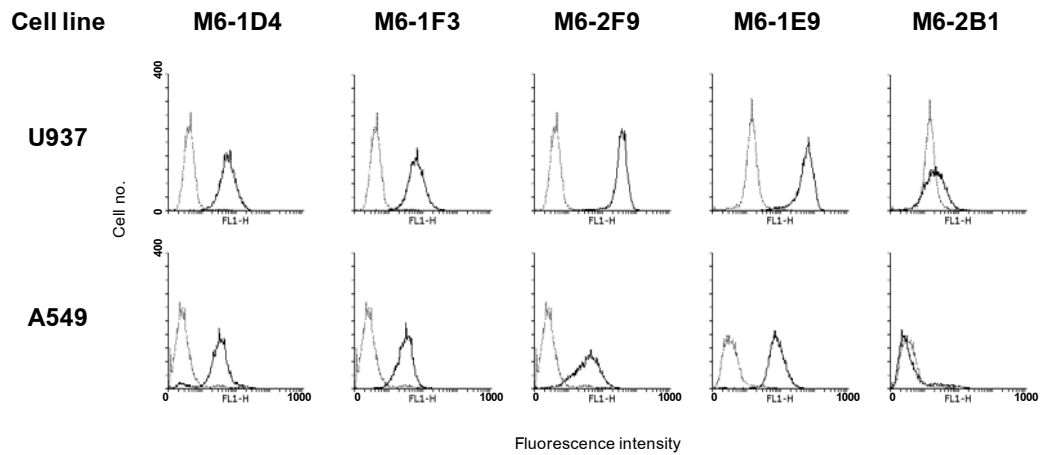 Cell line M6-1D4 M6-1F3 M6-2F9 M6-1E9 M6-2B1
400
U937
Cell no.
0
FL1-H FL1-H FL1-H FL1-H FL1-H
400
A549
0 1000 0 1000 0 1000 0 1000 0 1000
FL1-H FL1-H FL1-H FL1-H FL1-H
Fluorescence intensity